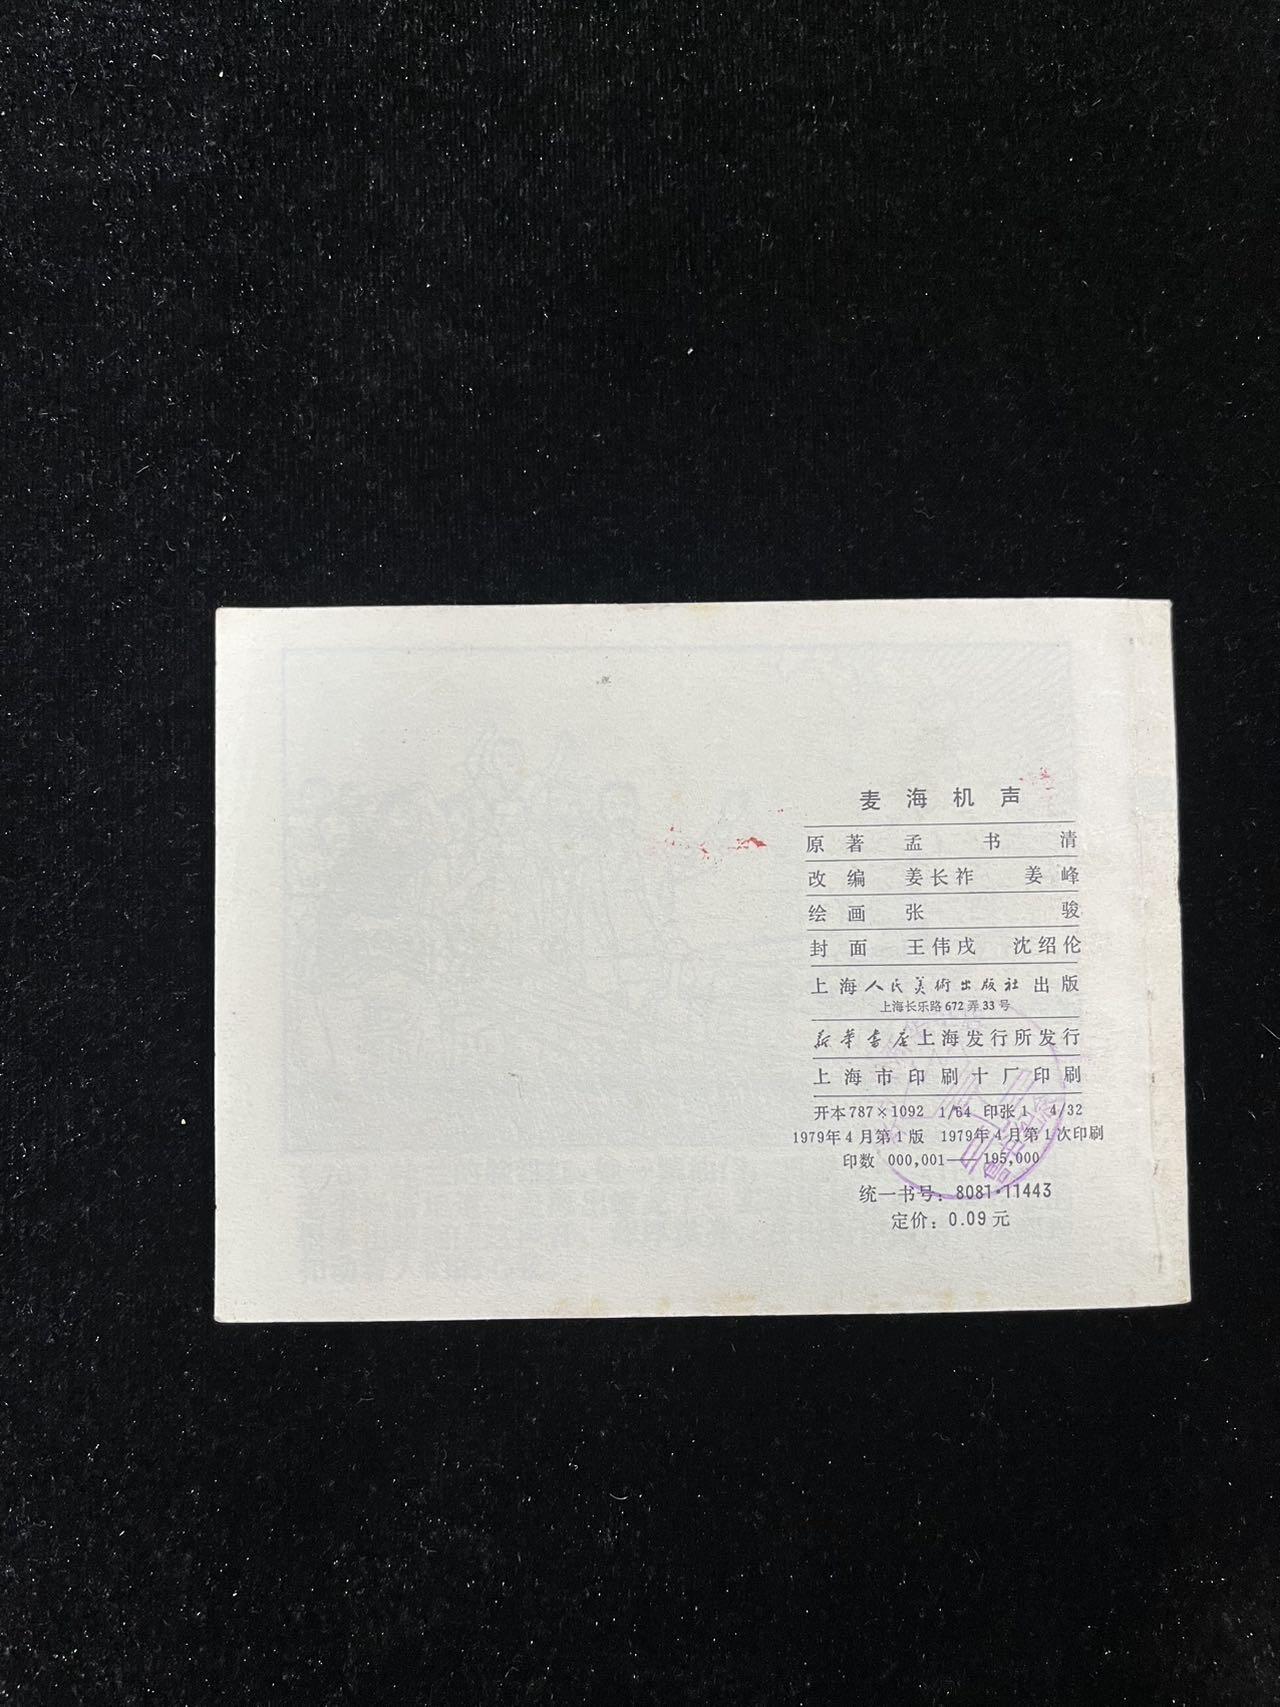 麦海机声
原著 孟书清
改编 姜长祚 姜峰
绘画 张骏
封面 王伟戌 沈绍伦
上海人民美術出版社出版
上海长乐路672弄33号
新华书店上海发行所发行
上海市印刷十厂印刷
开本787×1092 1/64 印张1 4/32
1979年4月第1版 1979年4月第1次印刷
印数 000,001—195,000
统一书号：8081·11443
定价：0.09元